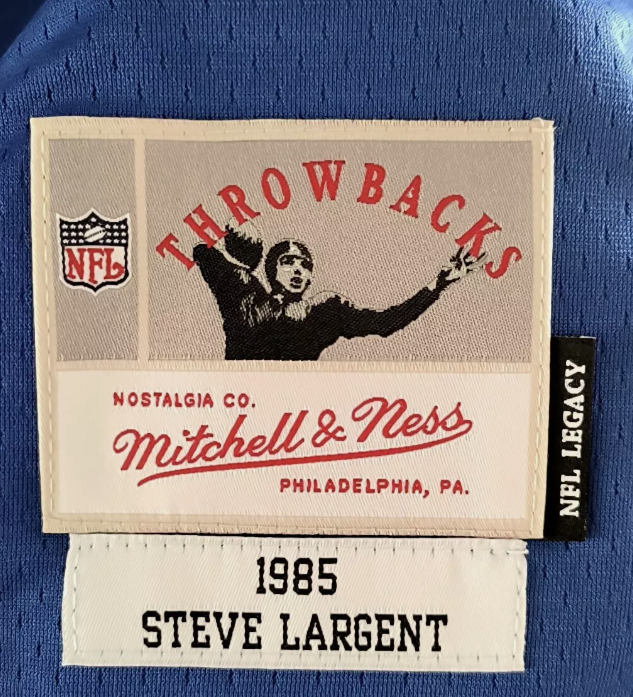 THROWBACKS
NFL
NOSTALGIA CO.
Mitchell & Ness
PHILADELPHIA, PA.
NFL LEGACY
1985
STEVE LARGENT